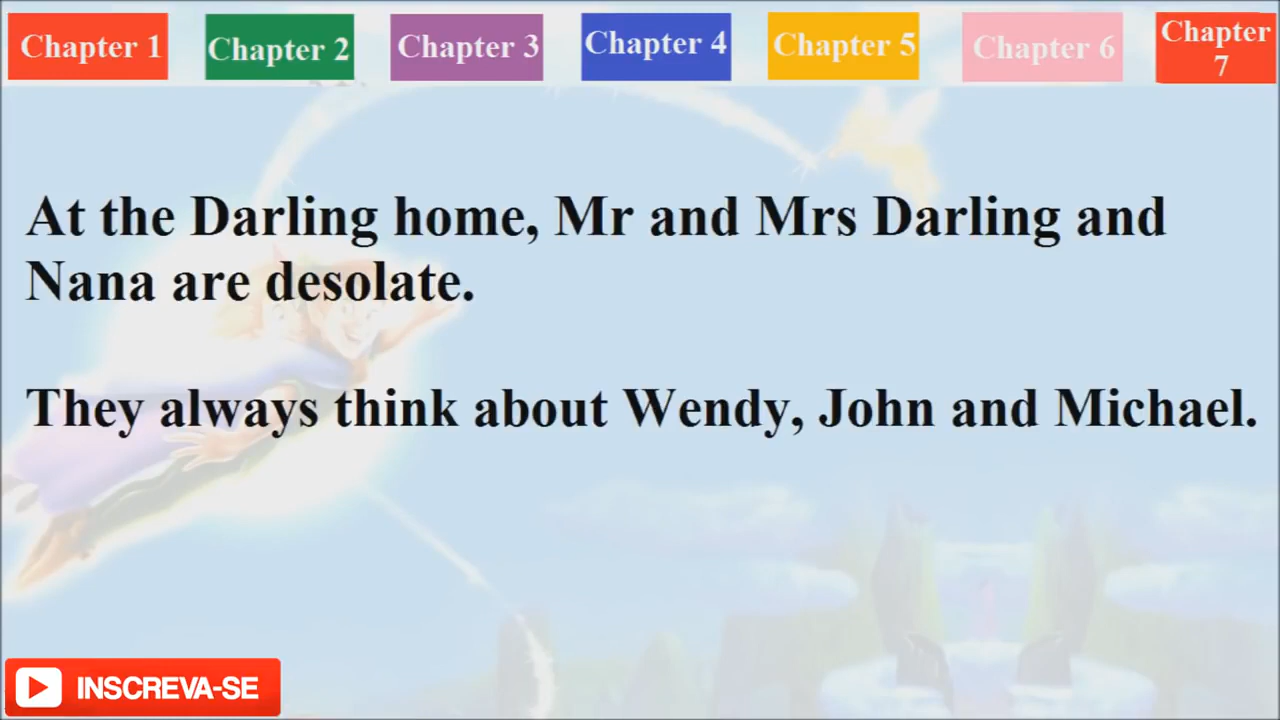 Chapter 1
Chapter 2
Chapter 3
Chapter 4
Chapter 5
Chapter 6
Chapter
7
At the Darling home, Mr and Mrs Darling and
Nana are desolate.
They always think about Wendy, John and Michael.
INSCREVA-SE